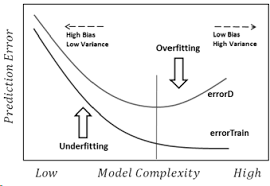 High Bias
Low Variance
Low Bias
High Variance
Overfitting
errorD
Underfitting
errorTrain
Prediction Error
Low
Model Complexity
High